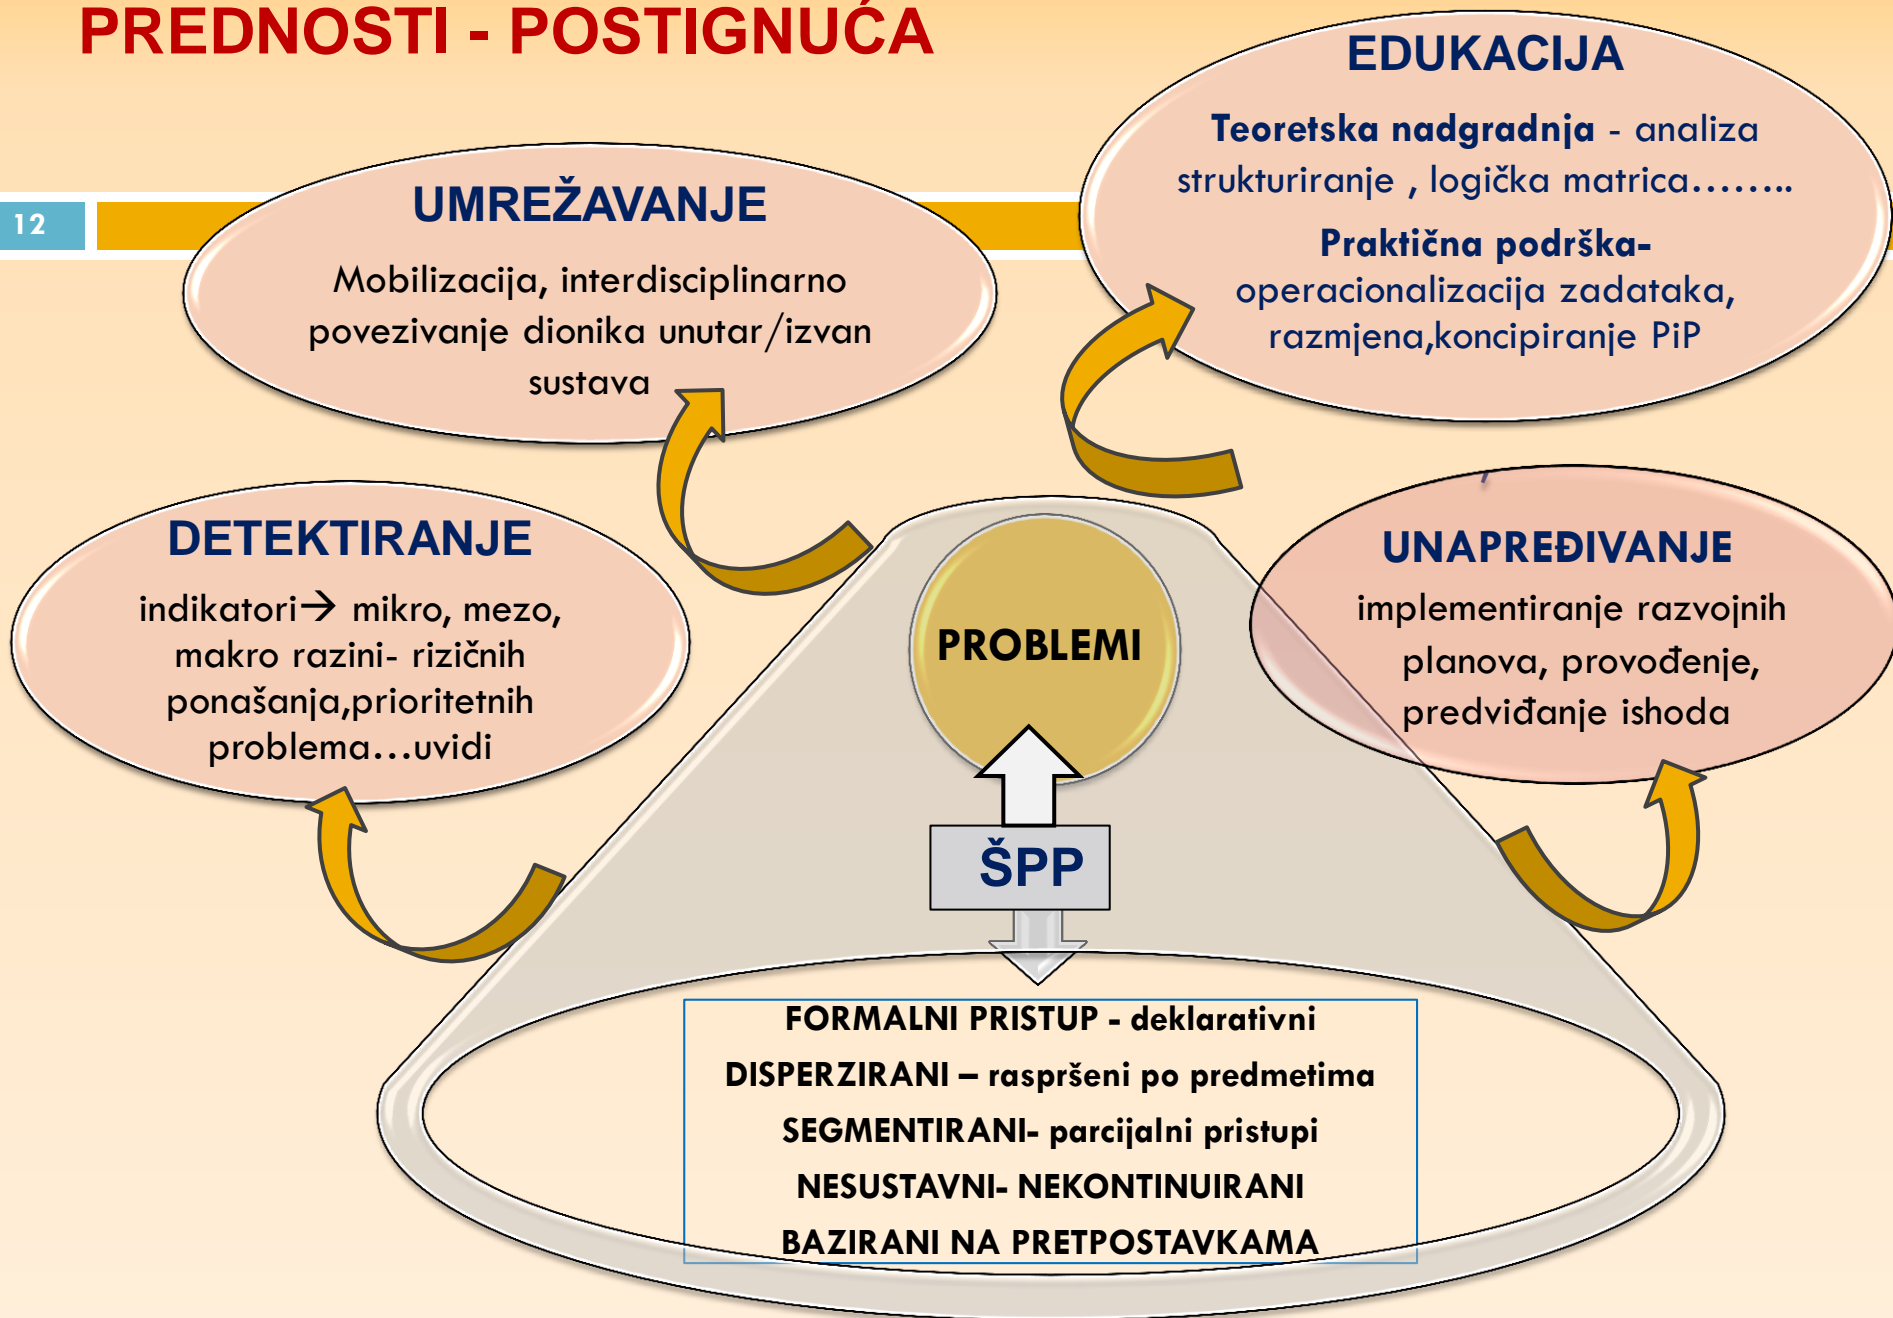 PREDNOSTI - POSTIGNUĆA
12
UMREŽAVANJE
Mobilizacija, interdisciplinarno
povezivanje dionika unutar/izvan
sustava
EDUKACIJA
Teoretska nadgradnja - analiza
strukturiranje , logička matrica........
Praktična podrška-
operacionalizacija zadataka,
razmjena,koncipiranje PiP
DETEKTIRANJE
indikatori→ mikro, mezo,
makro razini- rizičnih
ponašanja,prioritetnih
problema...uvidi
,
UNAPREĐIVANJE
implementiranje razvojnih
planova, provođenje,
predviđanje ishoda
PROBLEMI
ŠPP
FORMALNI PRISTUP - deklarativni
DISPERZIRANI – raspršeni po predmetima
SEGMENTIRANI- parcijalni pristupi
NESUSTAVNI- NEKONTINUIRANI
BAZIRANI NA PRETPOSTAVKAMA